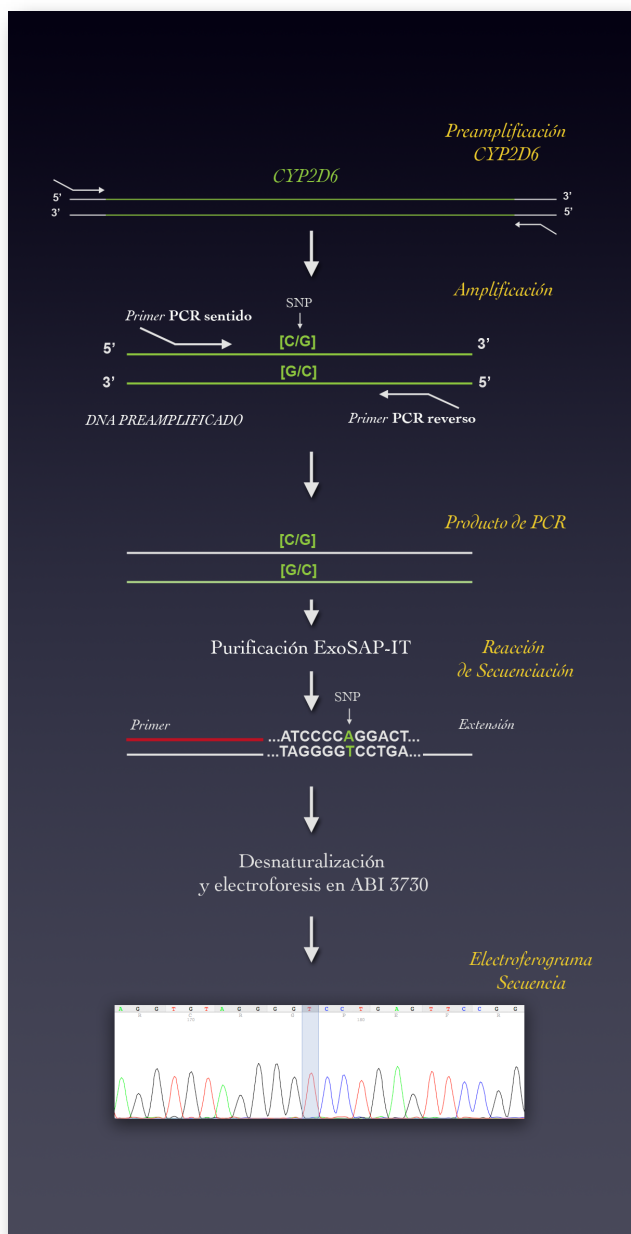 Preamplificación
CYP2D6
CYP2D6
5’ 3’
3’ 5’
Amplificación
SNP
Primer PCR sentido
[C/G]
5’ 3’
[G/C]
3’ 5’
DNA PREAMPLIFICADO
Primer PCR reverso
Producto de PCR
[C/G]
[G/C]
Purificación ExoSAP-IT
Reacción
de Secuenciación
SNP
Primer
Extensión
...ATCCCCAGGACT...
TAGGGGTCCTGA...
Desnaturalización
y electroforesis en ABI 3730
Electroferograma
Secuencia
A G G T G T A G G G G T C C T G A G T T C C G G